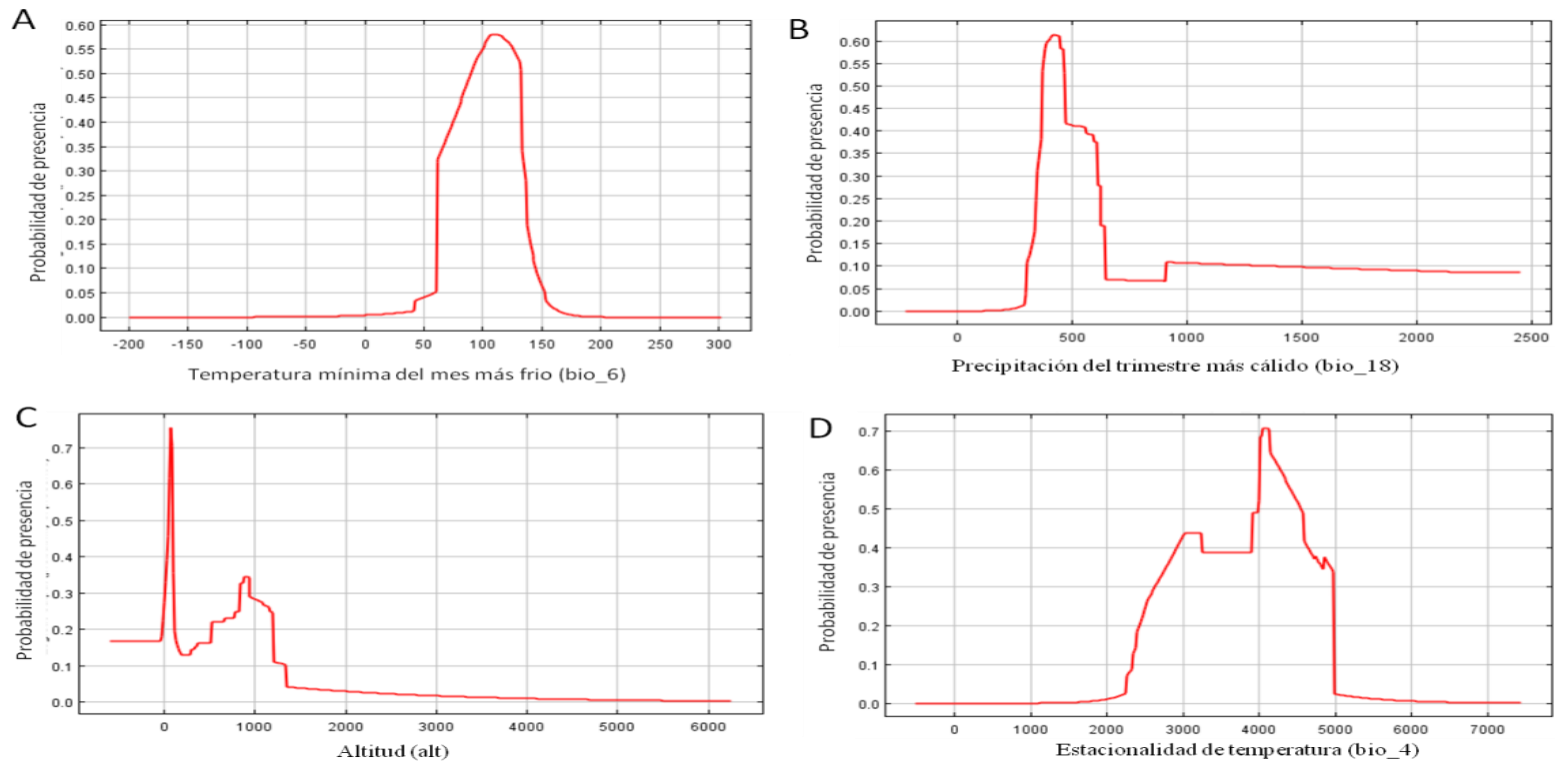 A
Probabilidad de presencia
0.60
0.55
0.50
0.45
0.40
0.35
0.30
0.25
0.20
0.15
0.10
0.05
0.00
-200 -150 -100 -50 0 50 100 150 200 250 300
Temperatura mínima del mes más frio (bio_6)
B
Probabilidad de presencia
0.60
0.55
0.50
0.45
0.40
0.35
0.30
0.25
0.20
0.15
0.10
0.05
0.00
0 500 1000 1500 2000 2500
Precipitación del trimestre más cálido (bio_18)
C
Probabilidad de presencia
0.7
0.6
0.5
0.4
0.3
0.2
0.1
0.0
0 1000 2000 3000 4000 5000 6000
Altitud (alt)
D
Probabilidad de presencia
0.7
0.6
0.5
0.4
0.3
0.2
0.1
0.0
0 1000 2000 3000 4000 5000 6000 7000
Estacionalidad de temperatura (bio_4)